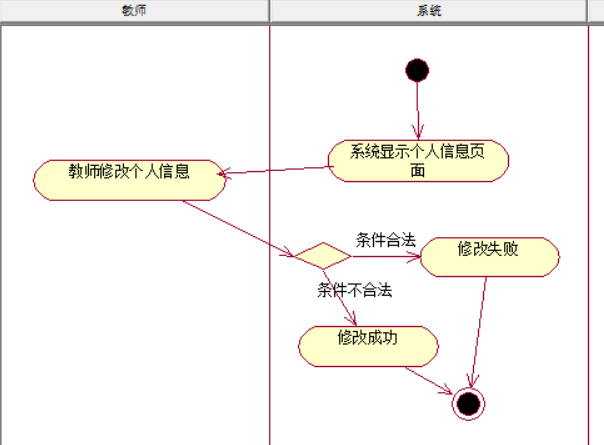 教师
系统
系统显示个人信息页
面
教师修改个人信息
条件合法
修改失败
条件不合法
修改成功